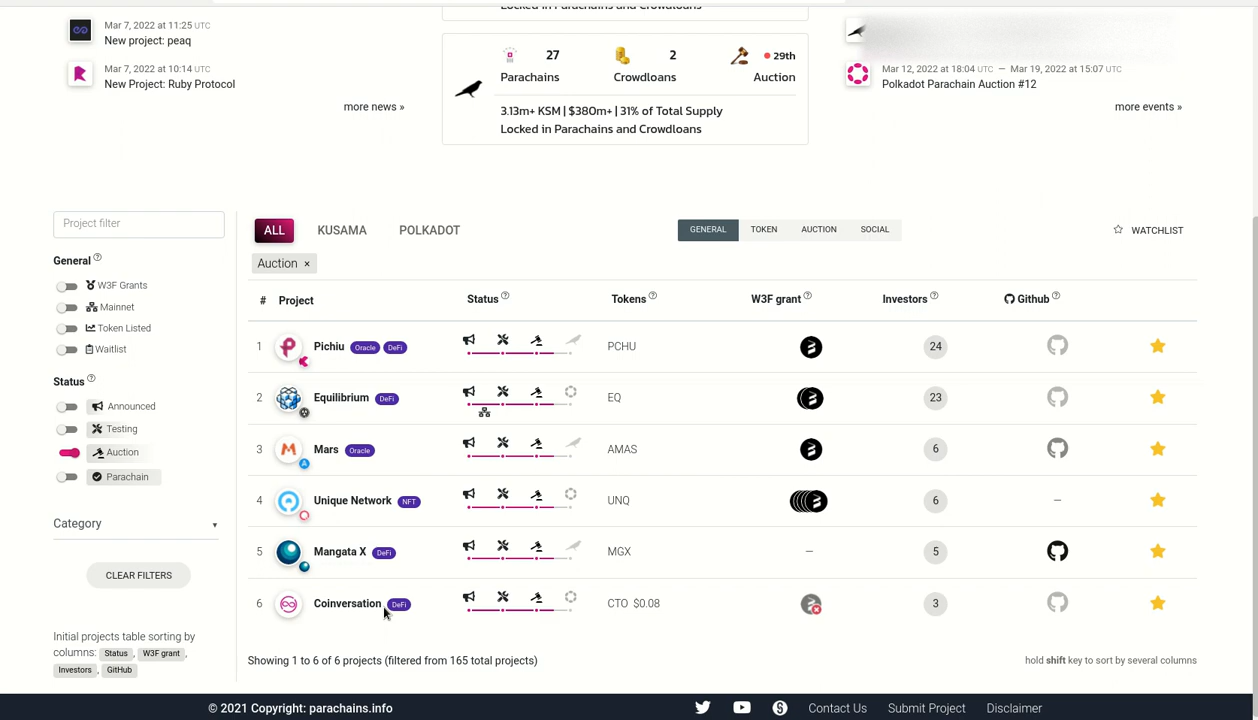 Locked in Parachains and Crowdloans
Mar 7, 2022 at 11:25 UTC
New project: peaq
Mar 7, 2022 at 10:14 UTC
New Project: Ruby Protocol
more news »
27
Parachains
2
Crowdloans
29th
Auction
3.13m+ KSM | $380m+ | 31% of Total Supply
Locked in Parachains and Crowdloans
Mar 12, 2022 at 18:04 UTC — Mar 19, 2022 at 15:07 UTC
Polkadot Parachain Auction #12
more events »
Project filter
General ?
W3F Grants
Mainnet
Token Listed
Waitlist
Status ?
Announced
Testing
Auction
Parachain
Category
CLEAR FILTERS
Initial projects table sorting by
columns: Status , W3F grant ,
Investors , GitHub
ALL KUSAMA POLKADOT
GENERAL TOKEN AUCTION SOCIAL
WATCHLIST
Auction ×
# Project Status ? Tokens ? W3F grant ? Investors ? Github ?
1 Pichiu Oracle DeFi PCHU 24
2 Equilibrium DeFi EQ 23
3 Mars Oracle AMAS 6
4 Unique Network NFT UNQ 6 —
5 Mangata X DeFi MGX — 5
6 Coinversation DeFi CTO $0.08 3
Showing 1 to 6 of 6 projects (filtered from 165 total projects)
hold shift key to sort by several columns
© 2021 Copyright: parachains.info
Contact Us Submit Project Disclaimer